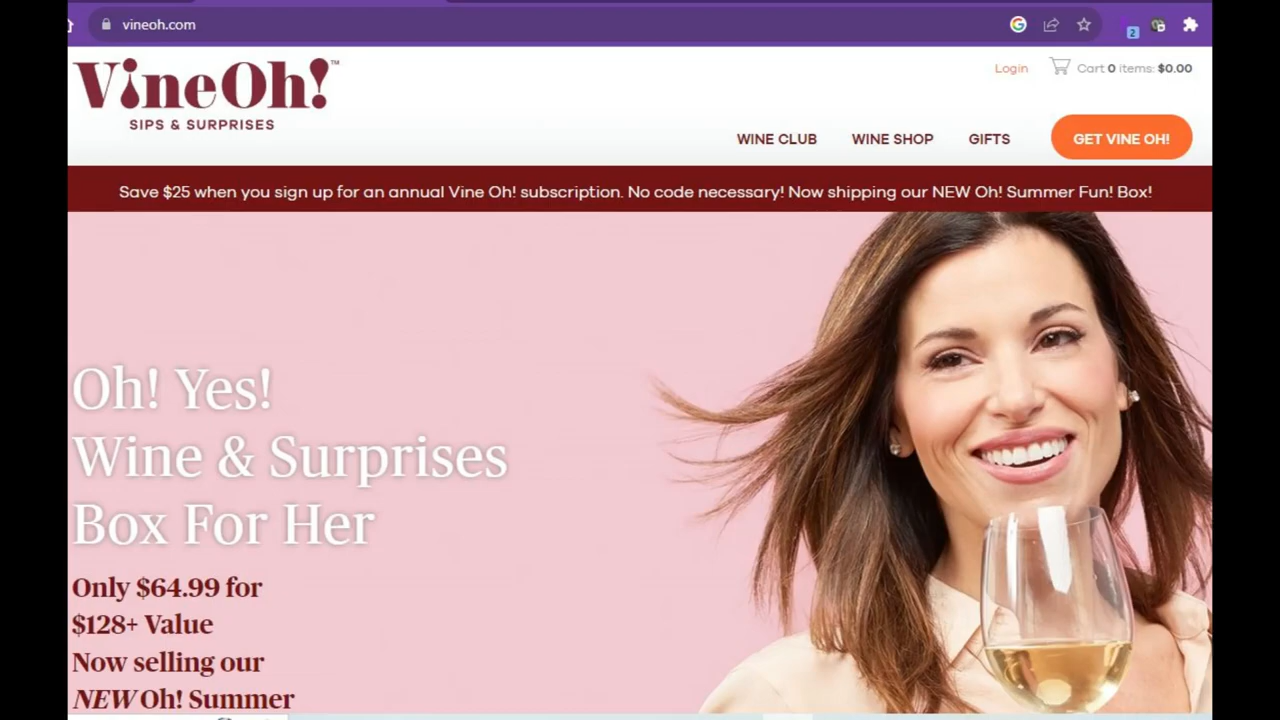 vineoh.com
2
VineOh!™
SIPS & SURPRISES
Login
Cart 0 items: $0.00
WINE CLUB
WINE SHOP
GIFTS
GET VINE OH!
Save $25 when you sign up for an annual Vine Oh! subscription. No code necessary! Now shipping our NEW Oh! Summer Fun! Box!
Oh! Yes!
Wine & Surprises
Box For Her
Only $64.99 for
$128+ Value
Now selling our
NEW Oh! Summer